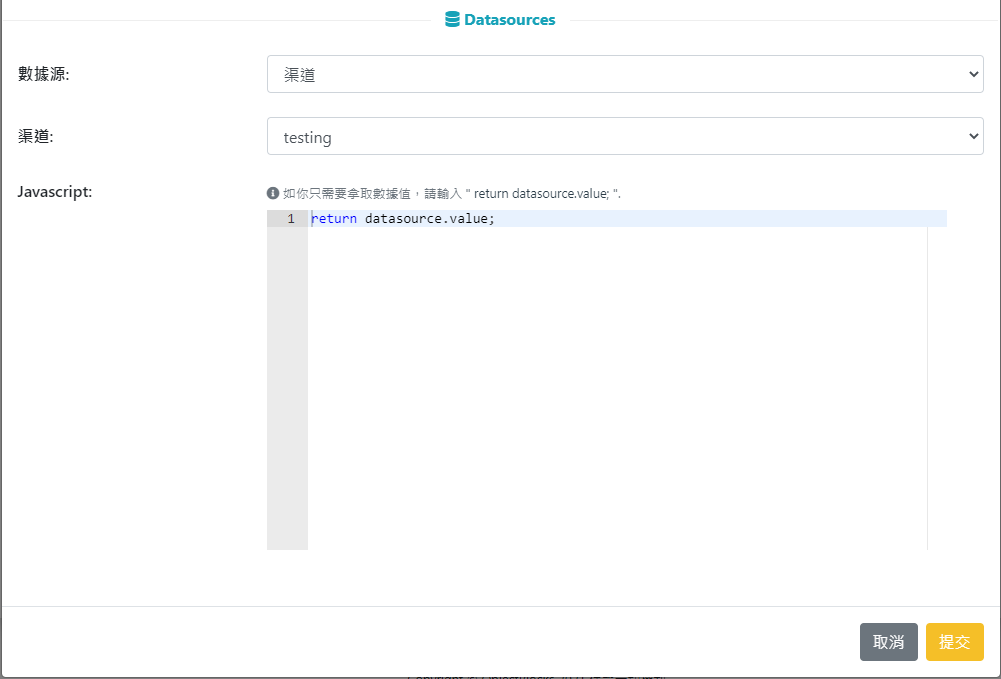 Datasources
數據源:
渠道
渠道:
testing
Javascript:
如你只需要拿取數據值，請輸入 " return datasource.value; ".
1 return datasource.value;
取消 提交